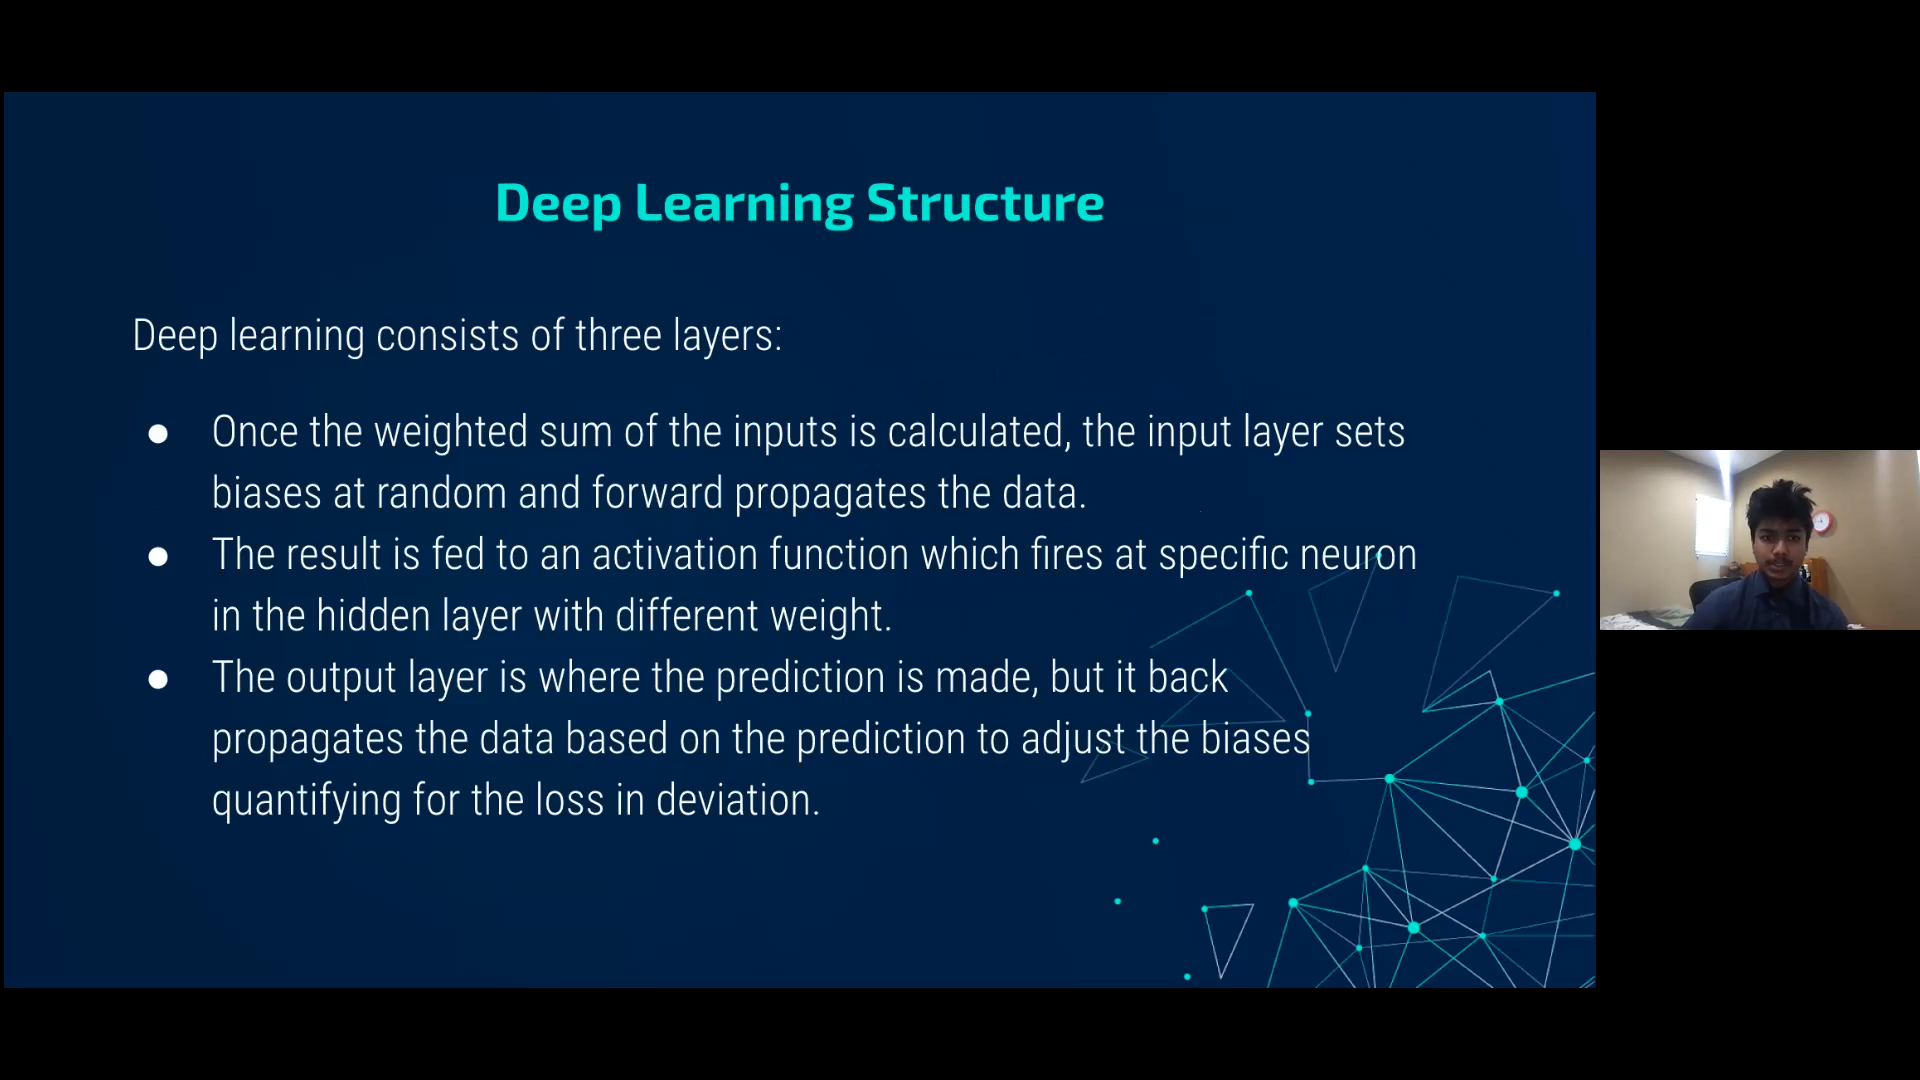 Deep Learning Structure
Deep learning consists of three layers:
● Once the weighted sum of the inputs is calculated, the input layer sets
biases at random and forward propagates the data.
● The result is fed to an activation function which fires at specific neuron
in the hidden layer with different weight.
● The output layer is where the prediction is made, but it back
propagates the data based on the prediction to adjust the biases
quantifying for the loss in deviation.